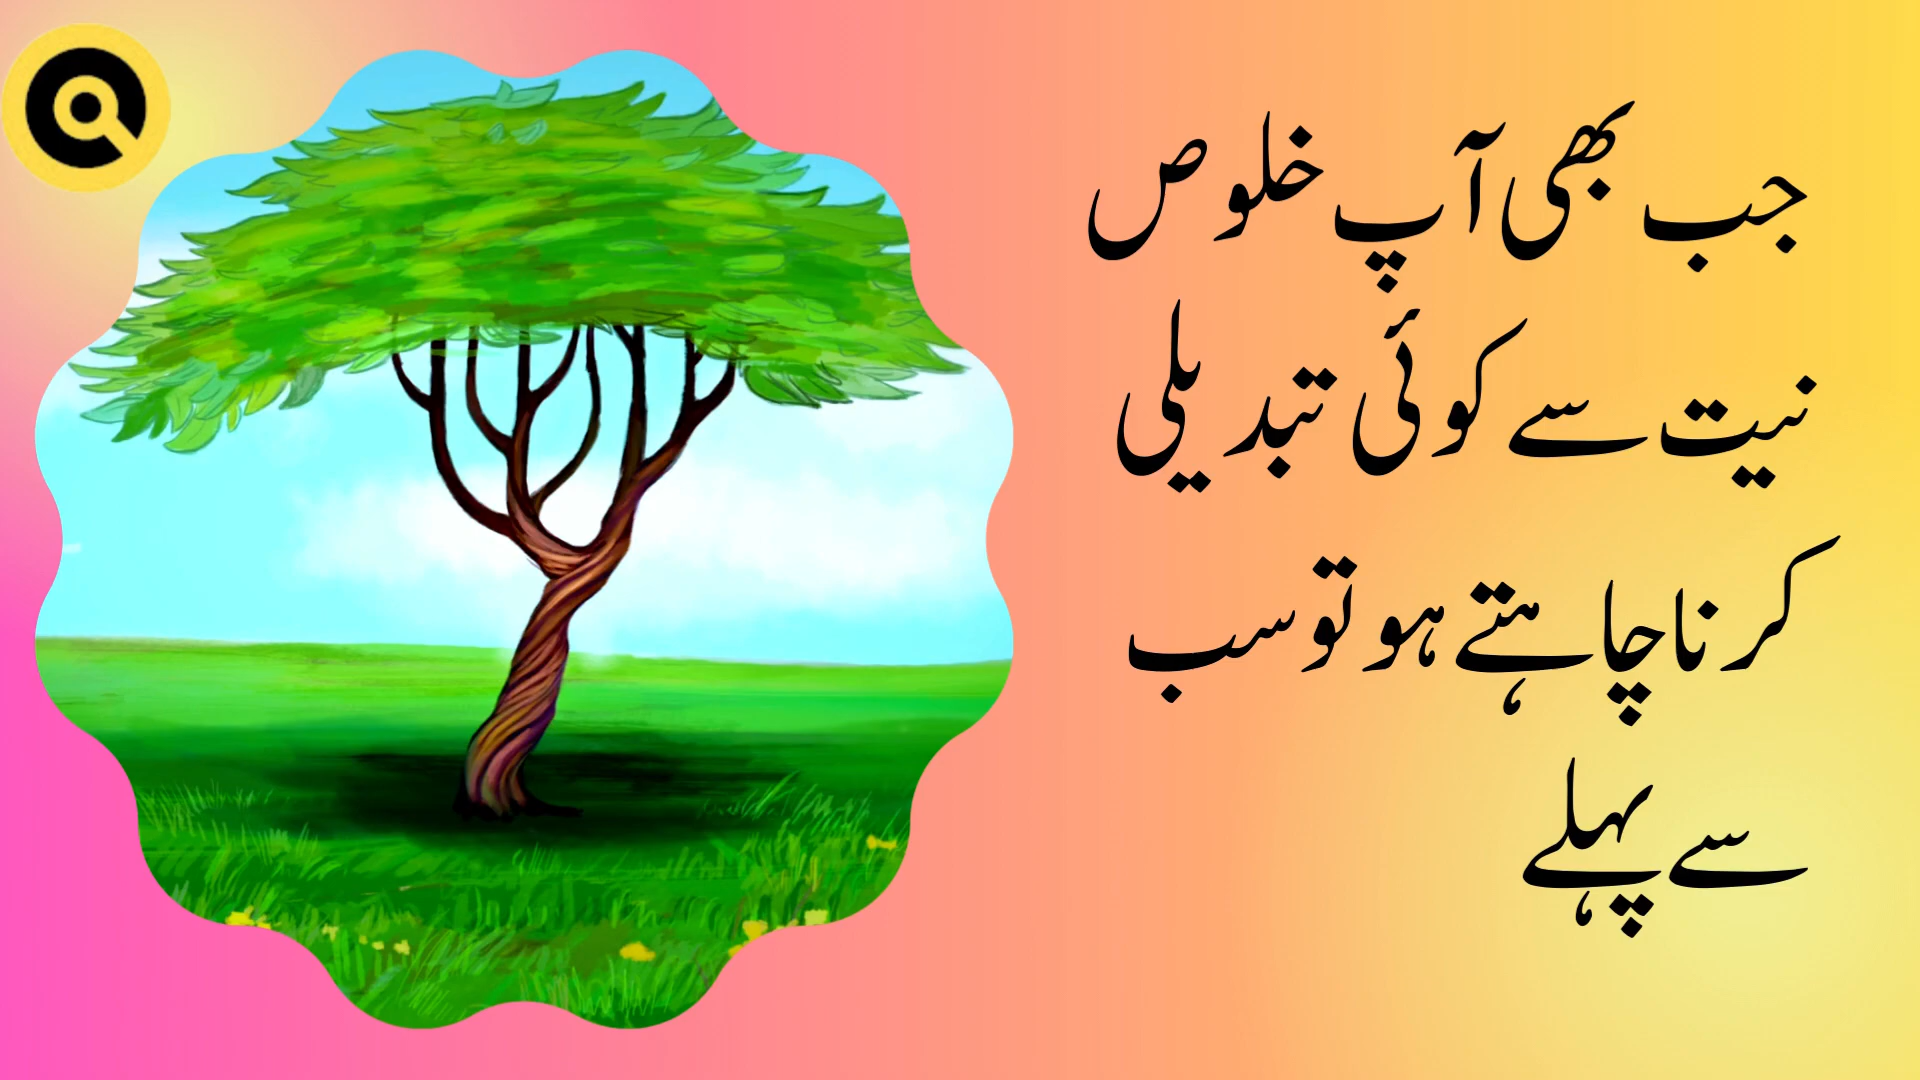 جب بھی آپ خلوص
نیت سے کوئی تبدیلی
کرنا چاہتے ہو تو سب
سے پہلے